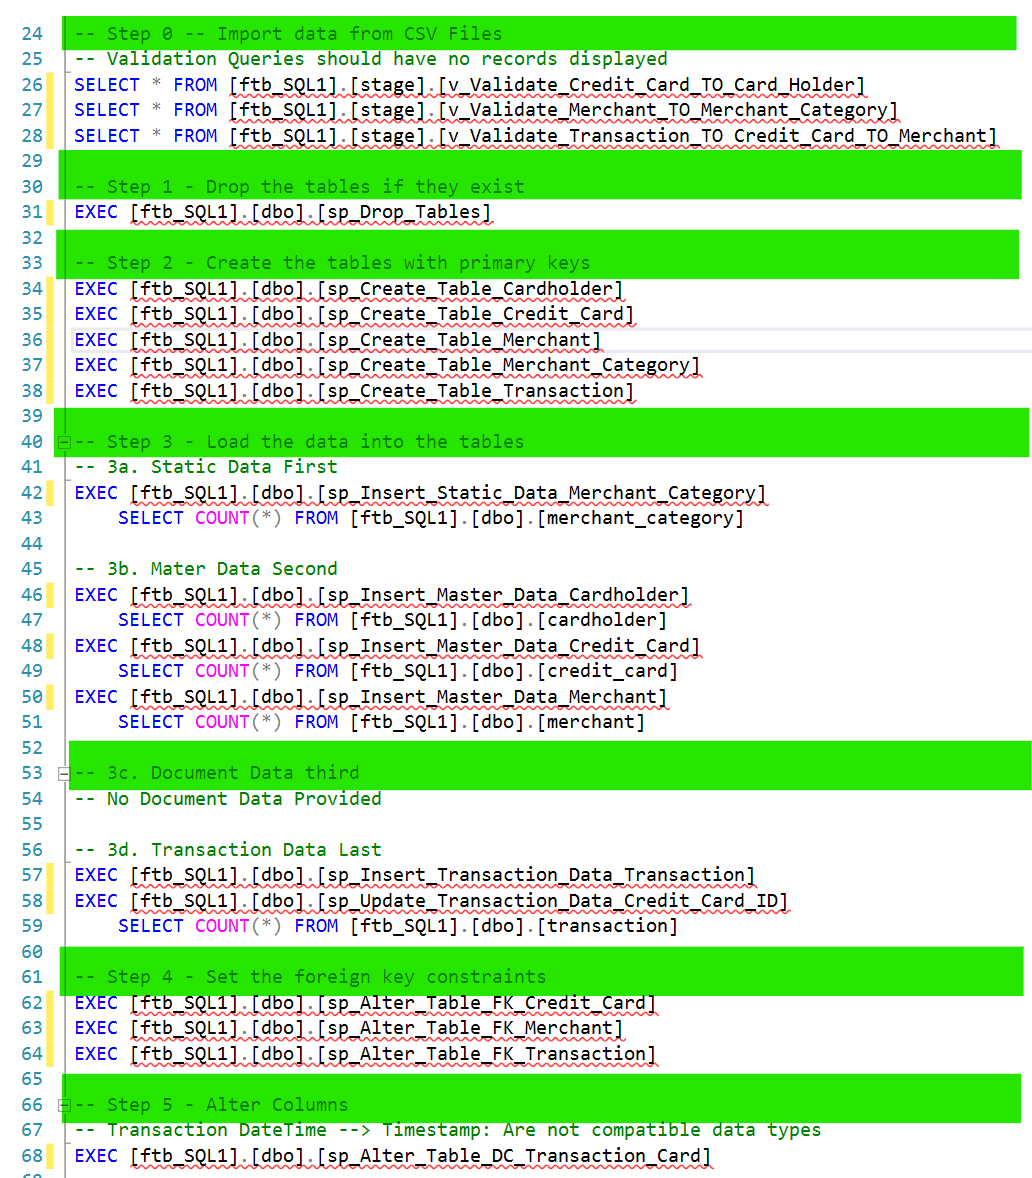 24 -- Step 0 -- Import data from CSV Files
25 -- Validation Queries should have no records displayed
26 SELECT * FROM [ftb_SQL1].[stage].[v_Validate_Credit_Card_TO_Card_Holder]
27 SELECT * FROM [ftb_SQL1].[stage].[v_Validate_Merchant_TO_Merchant_Category]
28 SELECT * FROM [ftb_SQL1].[stage].[v_Validate_Transaction_TO_Credit_Card_TO_Merchant]
29
30 -- Step 1 - Drop the tables if they exist
31 EXEC [ftb_SQL1].[dbo].[sp_Drop_Tables]
32
33 -- Step 2 - Create the tables with primary keys
34 EXEC [ftb_SQL1].[dbo].[sp_Create_Table_Cardholder]
35 EXEC [ftb_SQL1].[dbo].[sp_Create_Table_Credit_Card]
36 EXEC [ftb_SQL1].[dbo].[sp_Create_Table_Merchant]
37 EXEC [ftb_SQL1].[dbo].[sp_Create_Table_Merchant_Category]
38 EXEC [ftb_SQL1].[dbo].[sp_Create_Table_Transaction]
39
40 -- Step 3 - Load the data into the tables
41 -- 3a. Static Data First
42 EXEC [ftb_SQL1].[dbo].[sp_Insert_Static_Data_Merchant_Category]
43 SELECT COUNT(*) FROM [ftb_SQL1].[dbo].[merchant_category]
44
45 -- 3b. Mater Data Second
46 EXEC [ftb_SQL1].[dbo].[sp_Insert_Master_Data_Cardholder]
47 SELECT COUNT(*) FROM [ftb_SQL1].[dbo].[cardholder]
48 EXEC [ftb_SQL1].[dbo].[sp_Insert_Master_Data_Credit_Card]
49 SELECT COUNT(*) FROM [ftb_SQL1].[dbo].[credit_card]
50 EXEC [ftb_SQL1].[dbo].[sp_Insert_Master_Data_Merchant]
51 SELECT COUNT(*) FROM [ftb_SQL1].[dbo].[merchant]
52
53 -- 3c. Document Data third
54 -- No Document Data Provided
55
56 -- 3d. Transaction Data Last
57 EXEC [ftb_SQL1].[dbo].[sp_Insert_Transaction_Data_Transaction]
58 EXEC [ftb_SQL1].[dbo].[sp_Update_Transaction_Data_Credit_Card_ID]
59 SELECT COUNT(*) FROM [ftb_SQL1].[dbo].[transaction]
60
61 -- Step 4 - Set the foreign key constraints
62 EXEC [ftb_SQL1].[dbo].[sp_Alter_Table_FK_Credit_Card]
63 EXEC [ftb_SQL1].[dbo].[sp_Alter_Table_FK_Merchant]
64 EXEC [ftb_SQL1].[dbo].[sp_Alter_Table_FK_Transaction]
65
66 -- Step 5 - Alter Columns
67 -- Transaction DateTime --> Timestamp: Are not compatible data types
68 EXEC [ftb_SQL1].[dbo].[sp_Alter_Table_DC_Transaction_Card]